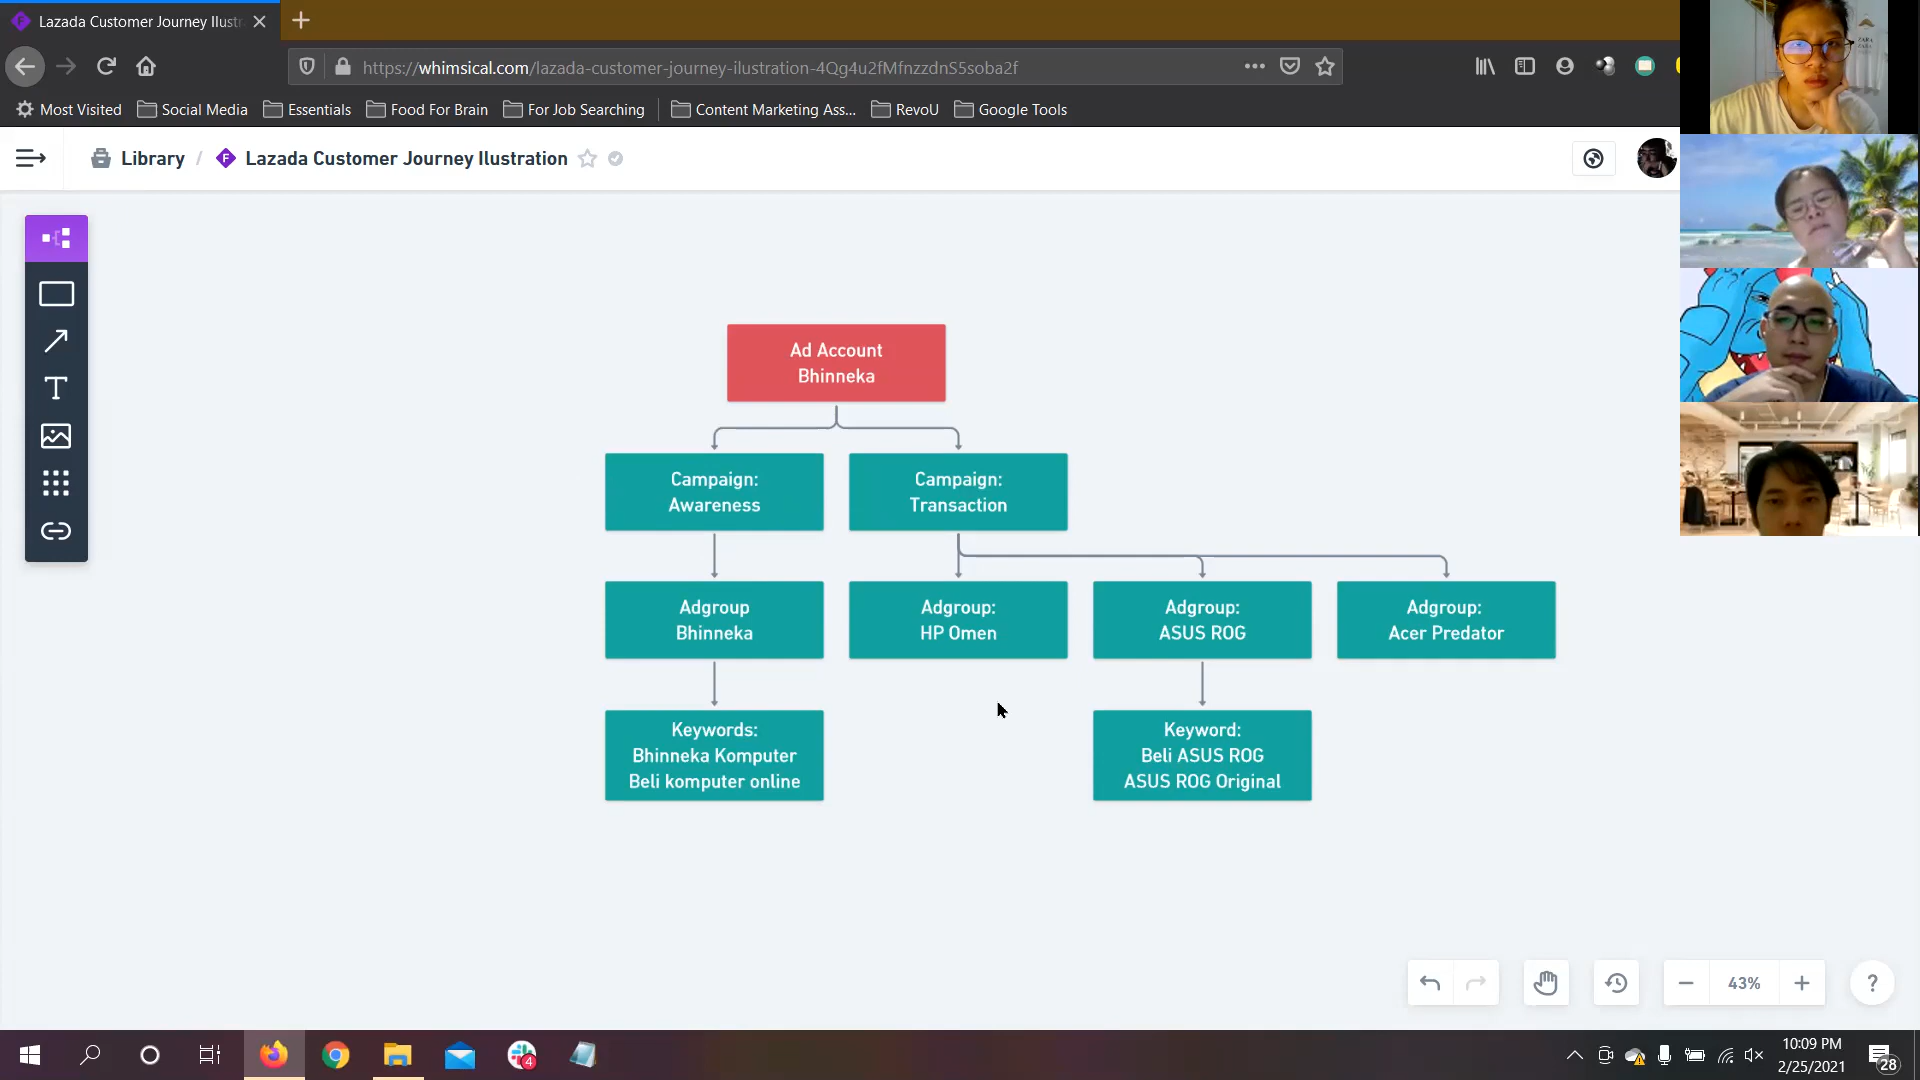 Lazada Customer Journey Ilustr
https://whimsical.com/lazada-customer-journey-ilustration-4Qg4u2fMfnzzdnS5soba2f
Most Visited
Social Media
Essentials
Food For Brain
For Job Searching
Content Marketing Ass...
RevoU
Google Tools
Library / Lazada Customer Journey Ilustration
Ad Account
Bhinneka
Campaign:
Awareness
Campaign:
Transaction
Adgroup
Bhinneka
Adgroup:
HP Omen
Adgroup:
ASUS ROG
Adgroup:
Acer Predator
Keywords:
Bhinneka Komputer
Beli komputer online
Keyword:
Beli ASUS ROG
ASUS ROG Original
43%
?
4
10:09 PM
2/25/2021
28